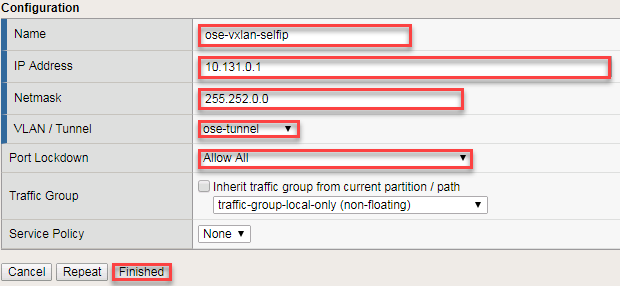 Configuration
Name ose-vxlan-selfip
IP Address 10.131.0.1
Netmask 255.252.0.0
VLAN / Tunnel ose-tunnel
Port Lockdown Allow All
Inherit traffic group from current partition / path
Traffic Group
traffic-group-local-only (non-floating)
Service Policy None
Cancel Repeat Finished